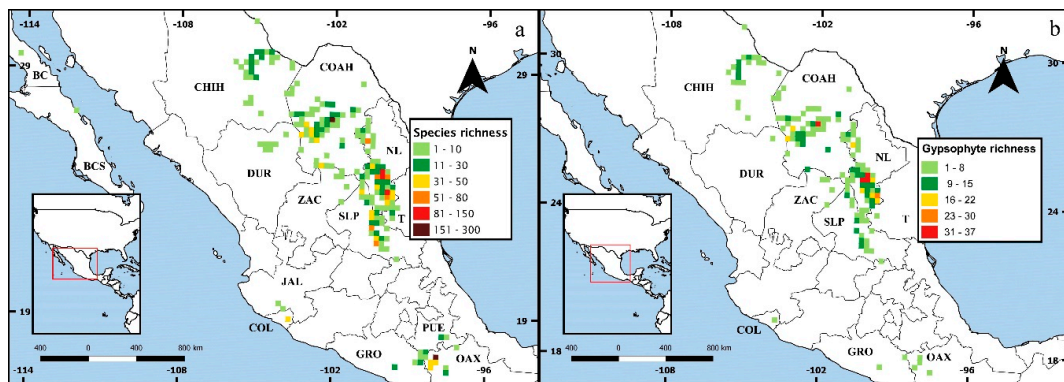 -114 -108 -102 -96
a
N
29
29
BC
BCS
CHIH
COAH
NL
DUR
ZAC
SLP
T
JAL
COL
GRO
PUE
OAX
Species richness
1 - 10
11 - 30
31 - 50
51 - 80
81 - 150
151 - 300
24
19
19
400 0 400 800 km
-114 -108 -102 -96
-108 -102 -96
b
N
30
30
29
CHIH
COAH
NL
DUR
ZAC
SLP
T
COL
GRO
OAX
Gypsophyte richness
1 - 8
9 - 15
16 - 22
23 - 30
31 - 37
24
18
18
400 0 400 800 km
-108 -102 -96